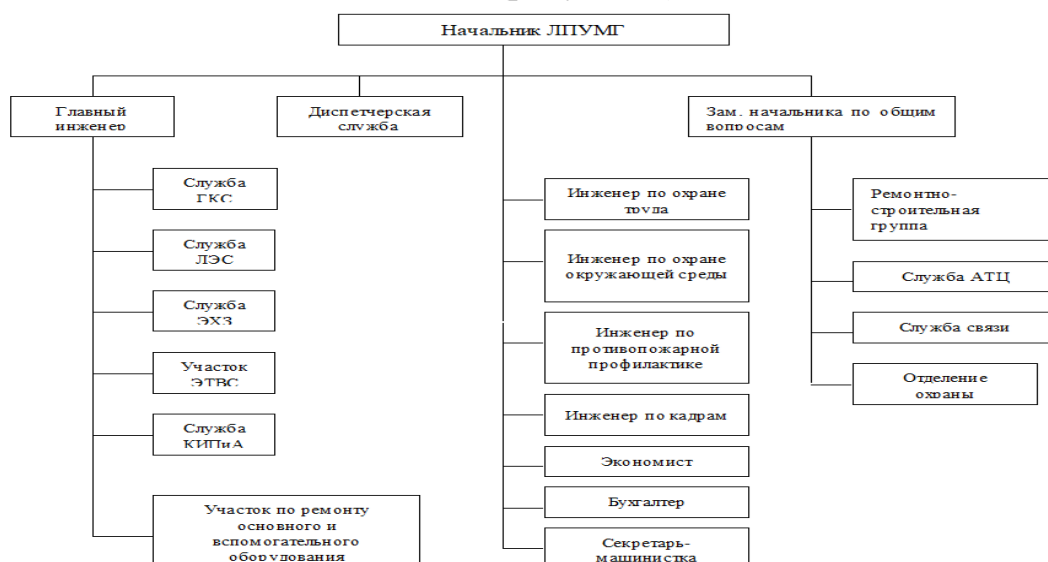 Начальник ЛПУМГ
Главный
инженер
Диспетчерская
служба
Зам. начальника по общим
вопросам
Служба
ГКС
Служба
ЛЭС
Служба
ЭХЗ
Участок
ЭТВС
Служба
КИПиА
Участок по ремонту
основного и
вспомогательного
оборудования
Инженер по охране
труда
Инженер по охране
окружающей среды
Инженер по
противопожарной
профилактике
Инженер по кадрам
Экономист
Бухгалтер
Секретарь-
машинистка
Ремонтно-
строительная
группа
Служба АТЦ
Служба связи
Отделение
охраны